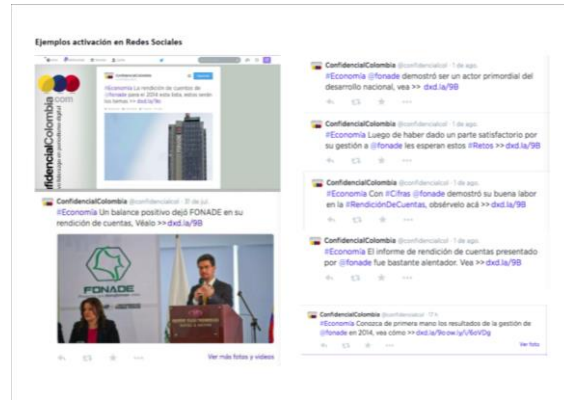 Ejemplos activación en Redes Sociales
ConfidencialColombia
#Economía La rendición de cuentas de
@fonade para el 2014 está lista, estos serán
los temas >> dxd.la/9b
fidencialColombia
.com
ConfidencialColombia @confidencialcol · 31 de jul.
#Economía Un balance positivo dejó FONADE en su
rendición de cuentas, Véalo >> dxd.la/9B
FONADE
Ver más fotos y videos
ConfidencialColombia @confidencialcol · 1 de ago.
#Economía @fonade demostró ser un actor primordial del
desarrollo nacional, vea >> dxd.la/9B
ConfidencialColombia @confidencialcol · 1 de ago.
#Economía Luego de haber dado un parte satisfactorio por
su gestión a @fonade les esperan estos #Retos >> dxd.la/9B
ConfidencialColombia @confidencialcol · 1 de ago.
#Economía Con #Cifras @fonade demostró su buena labor
en la #RendiciónDeCuentas, obsérvelo acá >> dxd.la/9B
ConfidencialColombia @confidencialcol · 1 de ago.
#Economía El informe de rendición de cuentas presentado
por @fonade fue bastante alentador. Vea >> dxd.la/9B
ConfidencialColombia @confidencialcol · 17 h
#Economía Conozca de primera mano los resultados de la gestión de
@fonade en 2014, vea cómo >>
Ver foto